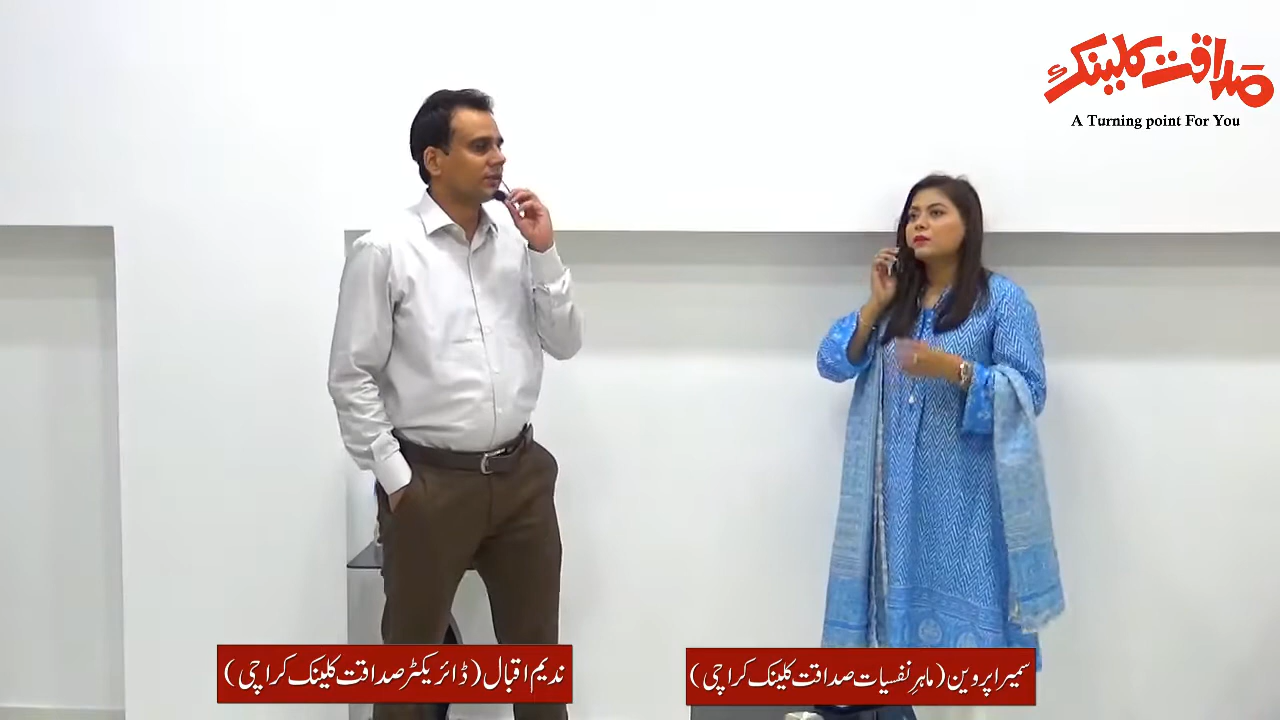 صداقت کلینک
A Turning point For You
ندیم اقبال (ڈائریکٹر صداقت کلینک کراچی)
سمیرا پروین (ماہرِ نفسیات صداقت کلینک کراچی)